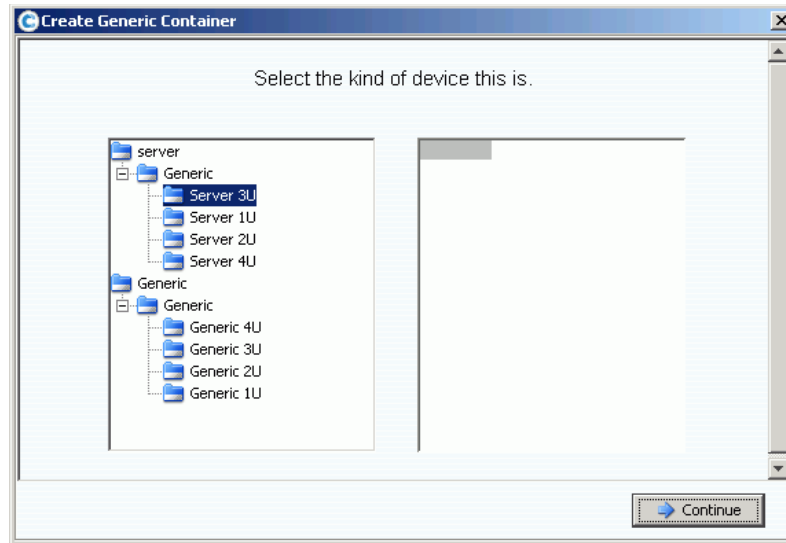 Create Generic Container
Select the kind of device this is.
server
Generic
Server 3U
Server 1U
Server 2U
Server 4U
Generic
Generic
Generic 4U
Generic 3U
Generic 2U
Generic 1U
Continue